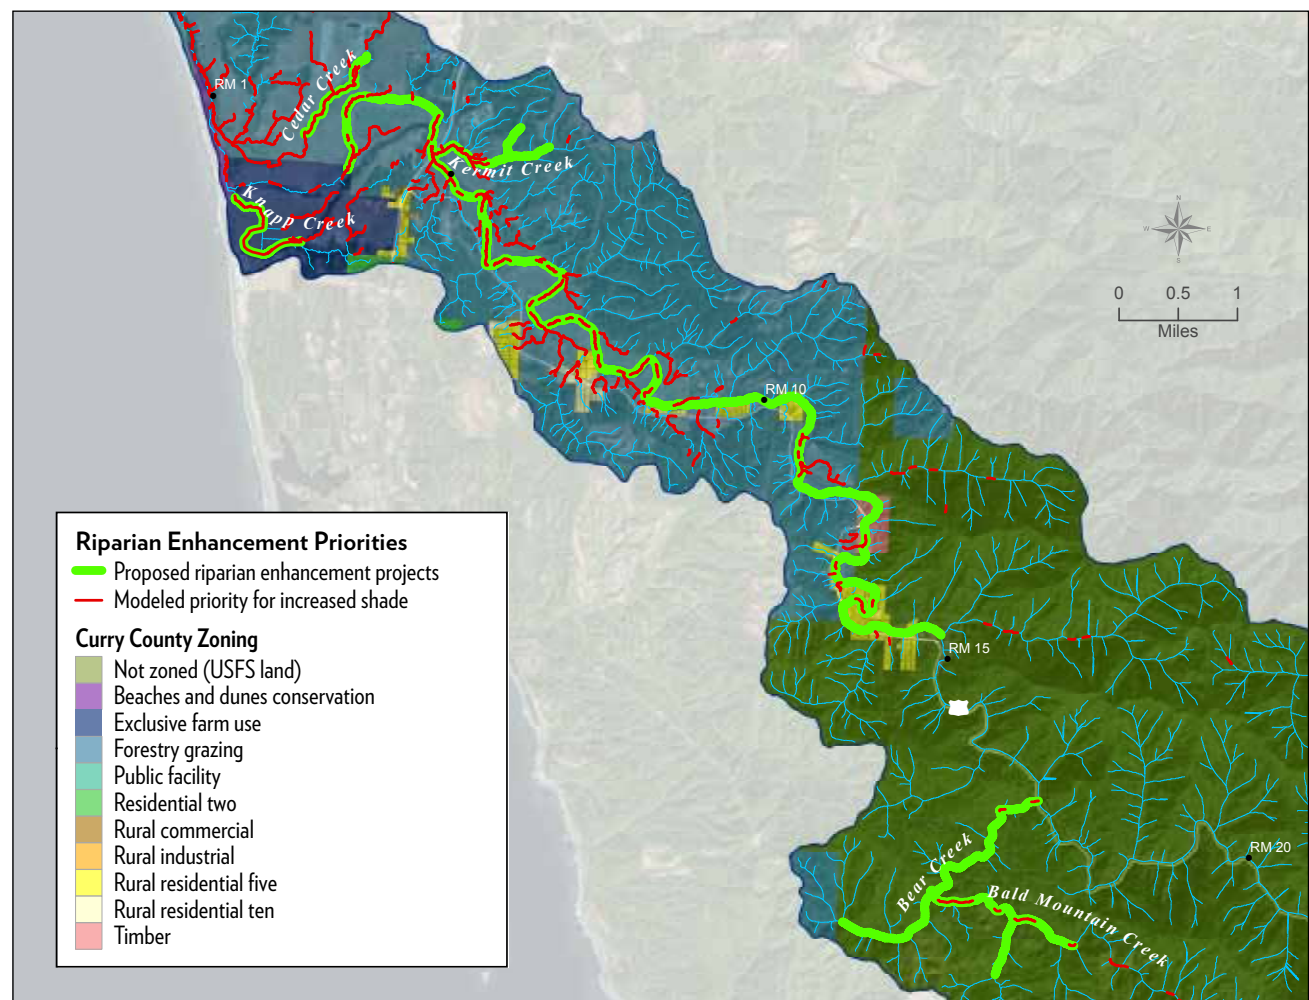 RM 1
Cedar Creek
Kermit Creek
Knapp Creek
N
W E
S
0 0.5 1
Miles
RM 10
RM 15
RM 20
Bear Creek
Bald Mountain Creek
Riparian Enhancement Priorities
Proposed riparian enhancement projects
Modeled priority for increased shade
Curry County Zoning
Not zoned (USFS land)
Beaches and dunes conservation
Exclusive farm use
Forestry grazing
Public facility
Residential two
Rural commercial
Rural industrial
Rural residential five
Rural residential ten
Timber